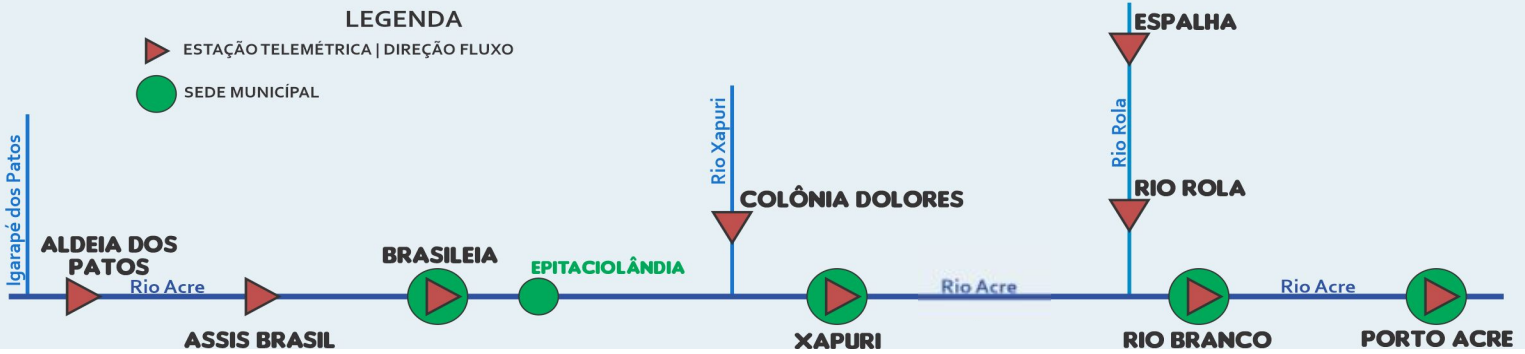 LEGENDA
ESTAÇÃO TELEMÉTRICA | DIREÇÃO FLUXO
SEDE MUNICÍPAL
Igarapé dos Patos
ALDEIA DOS
PATOS
Rio Acre
ASSIS BRASIL
BRASILEIA
EPITACIOLÂNDIA
Rio Xapuri
COLÔNIA DOLORES
XAPURI
Rio Acre
ESPALHA
Rio Rola
RIO ROLA
RIO BRANCO
Rio Acre
PORTO ACRE